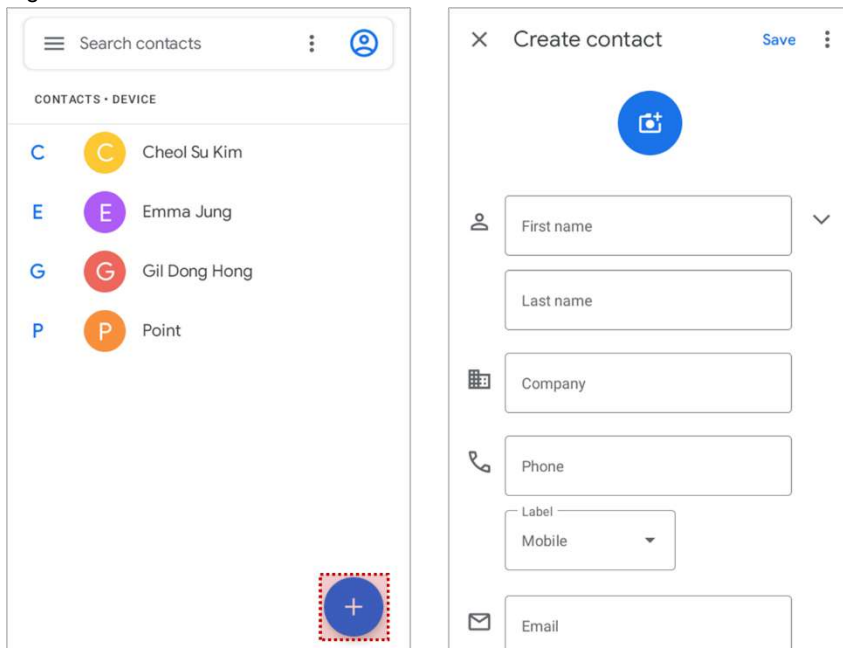 Search contacts
CONTACTS • DEVICE
C C Cheol Su Kim
E E Emma Jung
G G Gil Dong Hong
P P Point
Create contact Save
First name
Last name
Company
Phone
Label
Mobile
Email